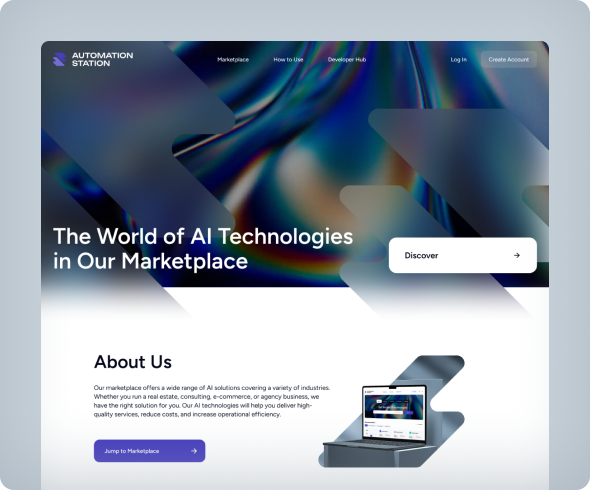 AUTOMATION
STATION
Marketplace
How to Use
Developer Hub
Log In
Create Account
The World of AI Technologies
in Our Marketplace
Discover
About Us
Our marketplace offers a wide range of AI solutions covering a variety of industries.
Whether you run a real estate, consulting, e-commerce, or agency business, we
have the right solution for you. Our AI technologies will help you deliver high-
quality services, reduce costs, and increase operational efficiency.
Jump to Marketplace